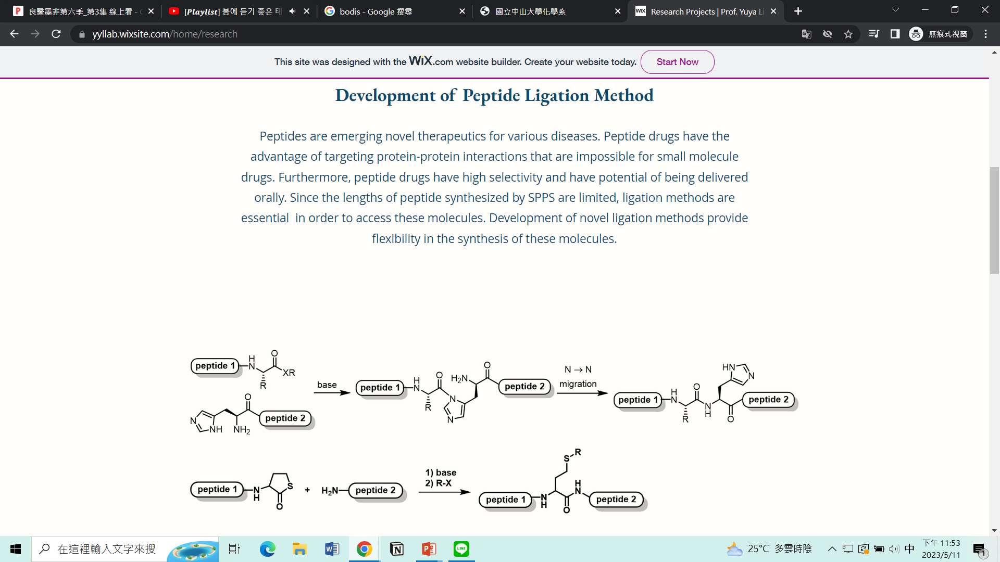 良醫墨非第六季_第3集 線上看 -
[Playlist] 봄에 듣기 좋은 테
bodis - Google 搜尋
國立中山大學化學系
WiX
Research Projects | Prof. Yuya Li
yyllab.wixsite.com/home/research
無痕式視窗
This site was designed with the WiX.com website builder. Create your website today.
Start Now
Development of Peptide Ligation Method
Peptides are emerging novel therapeutics for various diseases. Peptide drugs have the
advantage of targeting protein-protein interactions that are impossible for small molecule
drugs. Furthermore, peptide drugs have high selectivity and have potential of being delivered
orally. Since the lengths of peptide synthesized by SPPS are limited, ligation methods are
essential in order to access these molecules. Development of novel ligation methods provide
flexibility in the synthesis of these molecules.
peptide 1 H N O XR R
N NH NH₂ O peptide 2
base
peptide 1 H N O R N N H₂N O peptide 2
N → N
migration
peptide 1 H N R O N H HN N O peptide 2
peptide 1 N H S O
+
H₂N peptide 2
1) base
2) R-X
peptide 1 N H S R O H N peptide 2
在這裡輸入文字來搜
LINE
25°C 多雲時陰
中
下午 11:53
2023/5/11
1